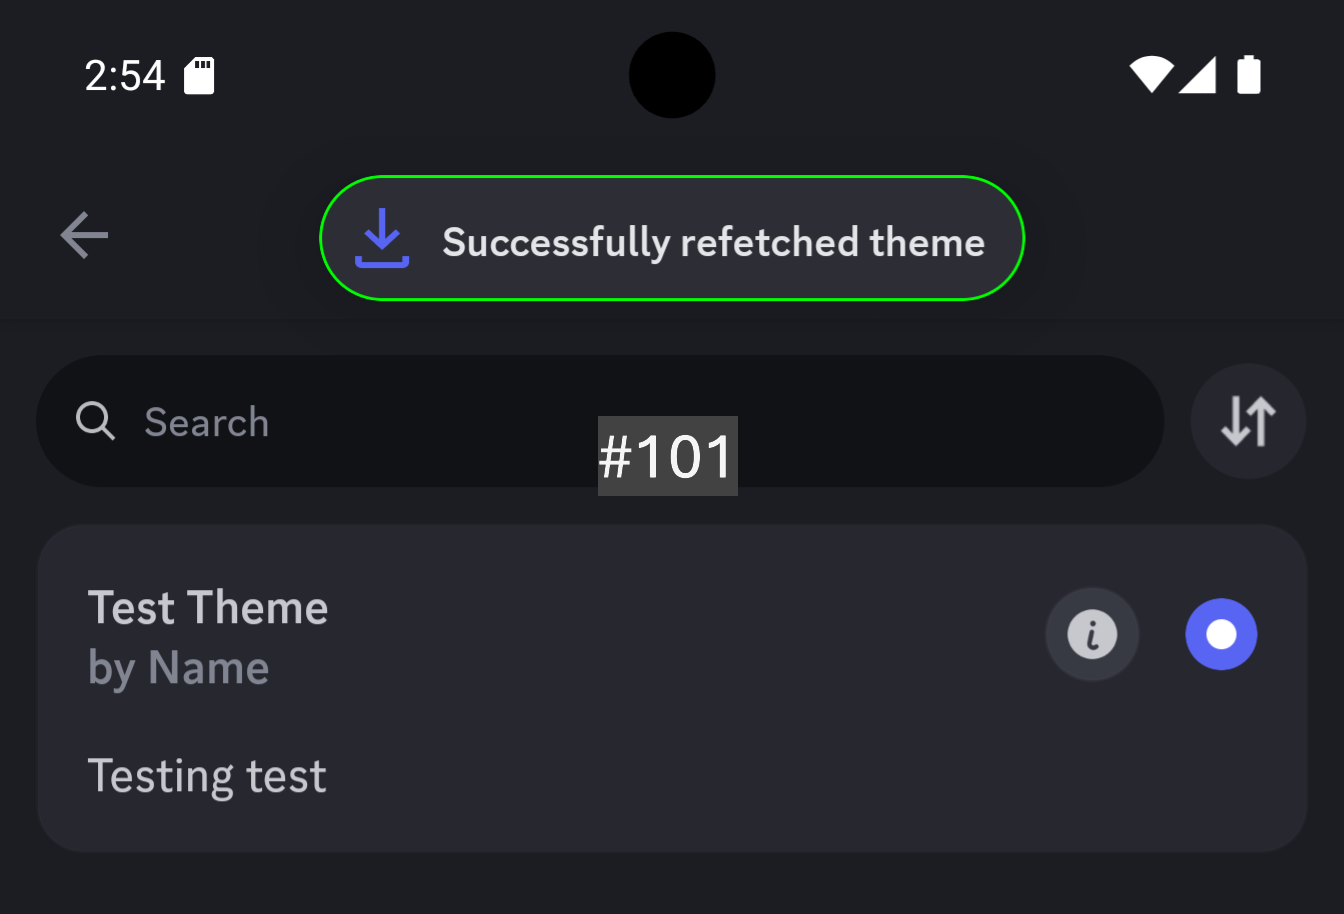 2:54
Successfully refetched theme
Search
#101
Test Theme
by Name
Testing test